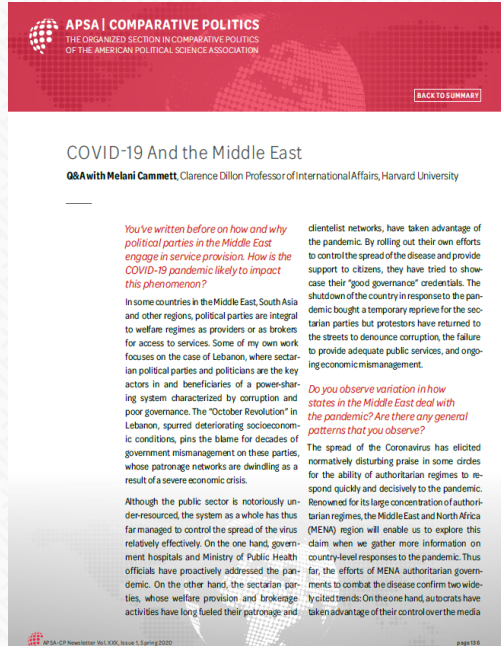 APSA | COMPARATIVE POLITICS
THE ORGANIZED SECTION IN COMPARATIVE POLITICS
OF THE AMERICAN POLITICAL SCIENCE ASSOCIATION
BACK TO SUMMARY
COVID-19 And the Middle East
Q&A with Melani Cammett, Clarence Dillon Professor of International Affairs, Harvard University
You've written before on how and why
political parties in the Middle East
engage in service provision. How is the
COVID-19 pandemic likely to impact
this phenomenon?
In some countries in the Middle East, South Asia
and other regions, political parties are integral
to welfare regimes as providers or as brokers
for access to services. Some of my own work
focuses on the case of Lebanon, where sectar-
ian political parties and politicians are the key
actors in and beneficiaries of a power-shar-
ing system characterized by corruption and
poor governance. The "October Revolution" in
Lebanon, spurred deteriorating socioeconom-
ic conditions, pins the blame for decades of
government mismanagement on these parties,
whose patronage networks are dwindling as a
result of a severe economic crisis.
Although the public sector is notoriously un-
der-resourced, the system as a whole has thus
far managed to control the spread of the virus
relatively effectively. On the one hand, govern-
ment hospitals and Ministry of Public Health
officials have proactively addressed the pan-
demic. On the other hand, the sectarian par-
ties, whose welfare provision and brokerage
activities have long fueled their patronage and
clientelist networks, have taken advantage of
the pandemic. By rolling out their own efforts
to control the spread of the disease and provide
support to citizens, they have tried to show-
case their "good governance" credentials. The
shutdown of the country in response to the pan-
demic bought a temporary reprieve for the sec-
tarian parties but protestors have returned to
the streets to denounce corruption, the failure
to provide adequate public services, and ongo-
ing economic mismanagement.
Do you observe variation in how
states in the Middle East deal with
the pandemic? Are there any general
patterns that you observe?
The spread of the Coronavirus has elicited
normatively disturbing praise in some circles
for the ability of authoritarian regimes to re-
spond quickly and decisively to the pandemic.
Renowned for its large concentration of authori-
tarian regimes, the Middle East and North Africa
(MENA) region will enable us to explore this
claim when we gather more information on
country-level responses to the pandemic. Thus
far, the efforts of MENA authoritarian govern-
ments to combat the disease confirm two wide-
ly cited trends: On the one hand, autocrats have
taken advantage of their control over the media
APSA-CP Newsletter Vol. XXX, Issue 1, Spring 2020
page 136